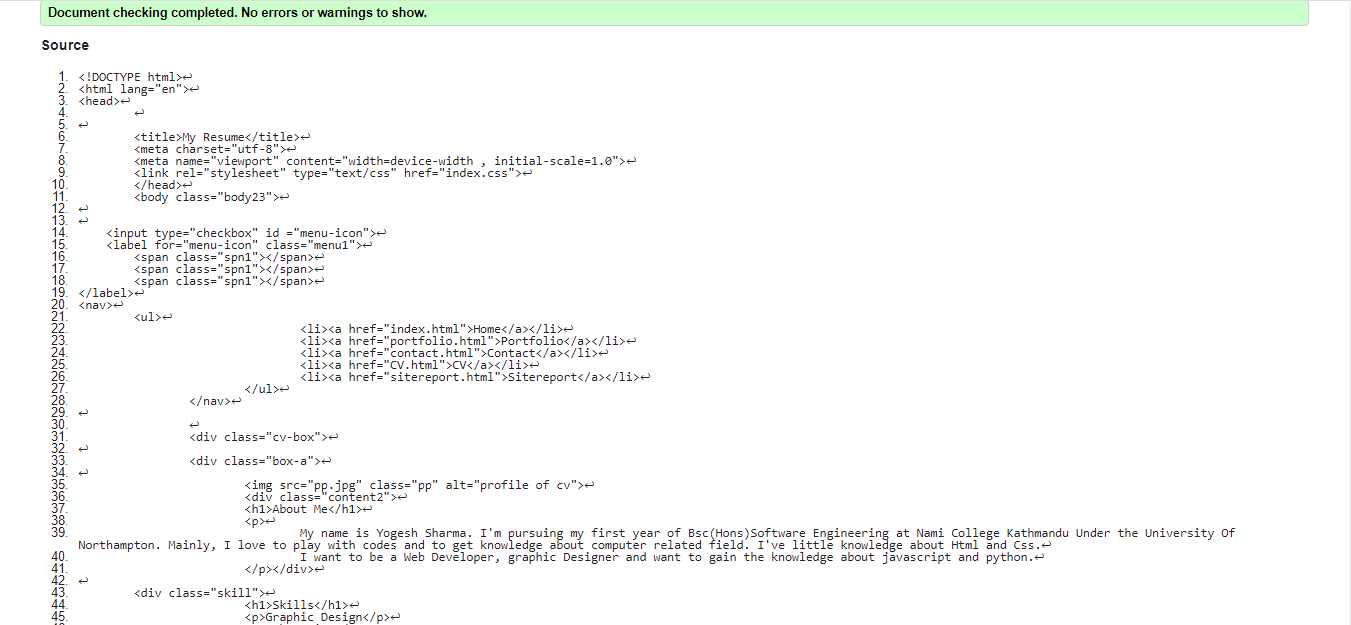 Document checking completed. No errors or warnings to show.
Source
1. <!DOCTYPE html>↩
2. <html lang="en">↩
3. <head>↩
4. ↩
5. ↩
6. <title>My Resume</title>↩
7. <meta charset="utf-8">↩
8. <meta name="viewport" content="width=device-width , initial-scale=1.0">↩
9. <link rel="stylesheet" type="text/css" href="index.css">↩
10. </head>↩
11. <body class="body23">↩
12. ↩
13. ↩
14. <input type="checkbox" id ="menu-icon">↩
15. <label for="menu-icon" class="menu1">↩
16. <span class="spn1"></span>↩
17. <span class="spn1"></span>↩
18. <span class="spn1"></span>↩
19. </label>↩
20. <nav>↩
21. <ul>↩
22. <li><a href="index.html">Home</a></li>↩
23. <li><a href="portfolio.html">Portfolio</a></li>↩
24. <li><a href="contact.html">Contact</a></li>↩
25. <li><a href="CV.html">CV</a></li>↩
26. <li><a href="sitereport.html">Sitereport</a></li>↩
27. </ul>↩
28. </nav>↩
29. ↩
30. ↩
31. <div class="cv-box">↩
32. ↩
33. <div class="box-a">↩
34. ↩
35. <img src="pp.jpg" class="pp" alt="profile of cv">↩
36. <div class="content2">↩
37. <h1>About Me</h1>↩
38. <p>↩
39. My name is Yogesh Sharma. I'm pursuing my first year of Bsc(Hons)Software Engineering at Nami College Kathmandu Under the University Of
Northampton. Mainly, I love to play with codes and to get knowledge about computer related field. I've little knowledge about Html and Css.↩
40. I want to be a Web Developer, graphic Designer and want to gain the knowledge about javascript and python.↩
41. </p></div>↩
42. ↩
43. <div class="skill">↩
44. <h1>Skills</h1>↩
45. <p>Graphic Design</p>↩